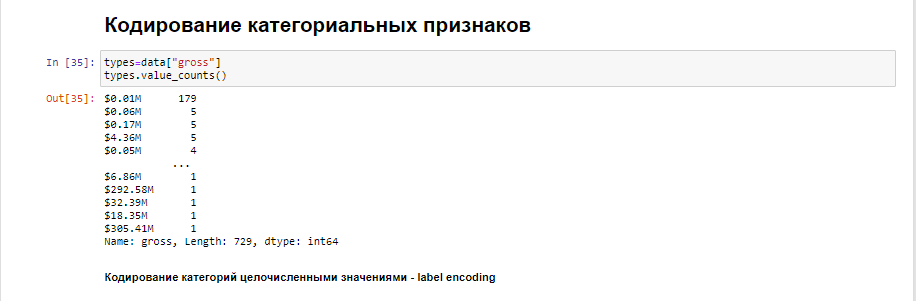 Кодирование категориальных признаков
In [35]: types=data["gross"]
types.value_counts()
Out[35]: $0.01M 179
$0.06M 5
$0.17M 5
$4.36M 5
$0.05M 4
...
$6.86M 1
$292.58M 1
$32.39M 1
$18.35M 1
$305.41M 1
Name: gross, Length: 729, dtype: int64
Кодирование категорий целочисленными значениями - label encoding